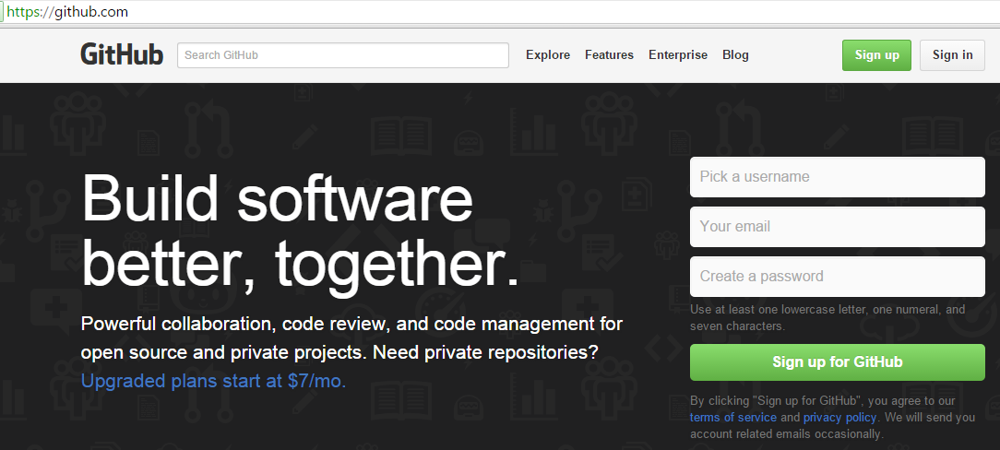 https://github.com
GitHub Search GitHub Explore Features Enterprise Blog Sign up Sign in
Build software
better, together.
Powerful collaboration, code review, and code management for
open source and private projects. Need private repositories?
Upgraded plans start at $7/mo.
Pick a username
Your email
Create a password
Use at least one lowercase letter, one numeral, and
seven characters.
Sign up for GitHub
By clicking "Sign up for GitHub", you agree to our
terms of service and privacy policy. We will send you
account related emails occasionally.